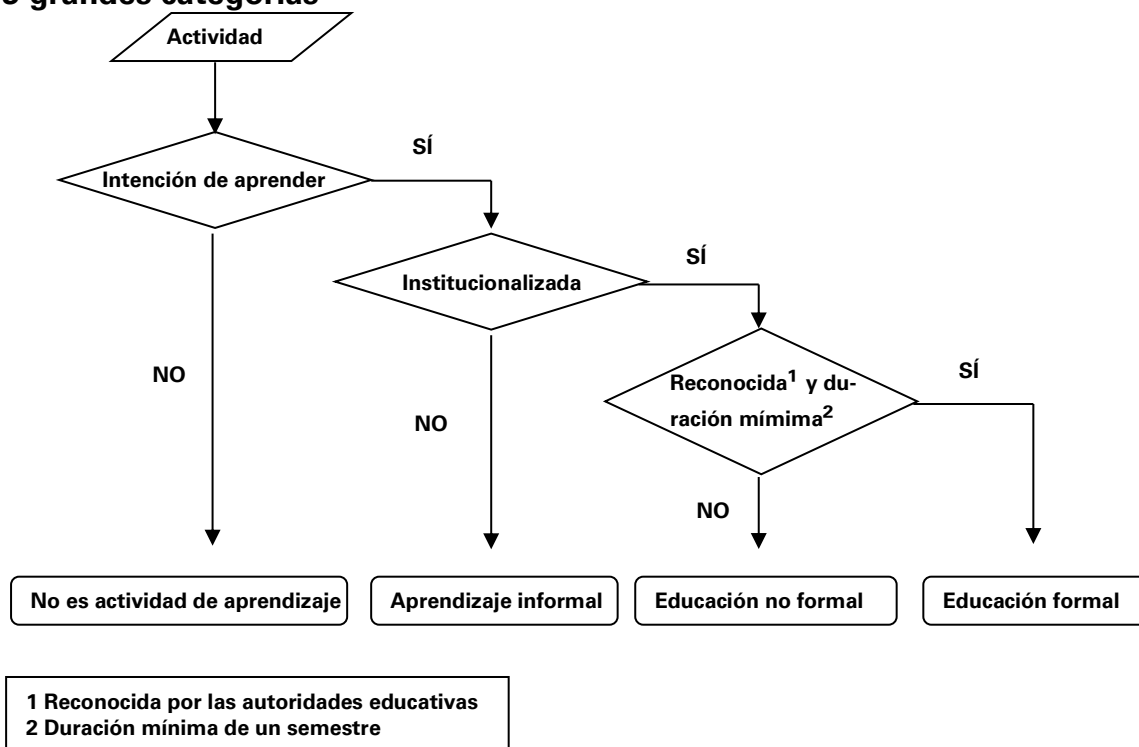 grandes categorías
Actividad
SÍ
Intención de aprender
SÍ
Institucionalizada
NO
SÍ
Reconocida1 y du-
ración mímima2
NO
NO
No es actividad de aprendizaje
Aprendizaje informal
Educación no formal
Educación formal
1 Reconocida por las autoridades educativas
2 Duración mínima de un semestre